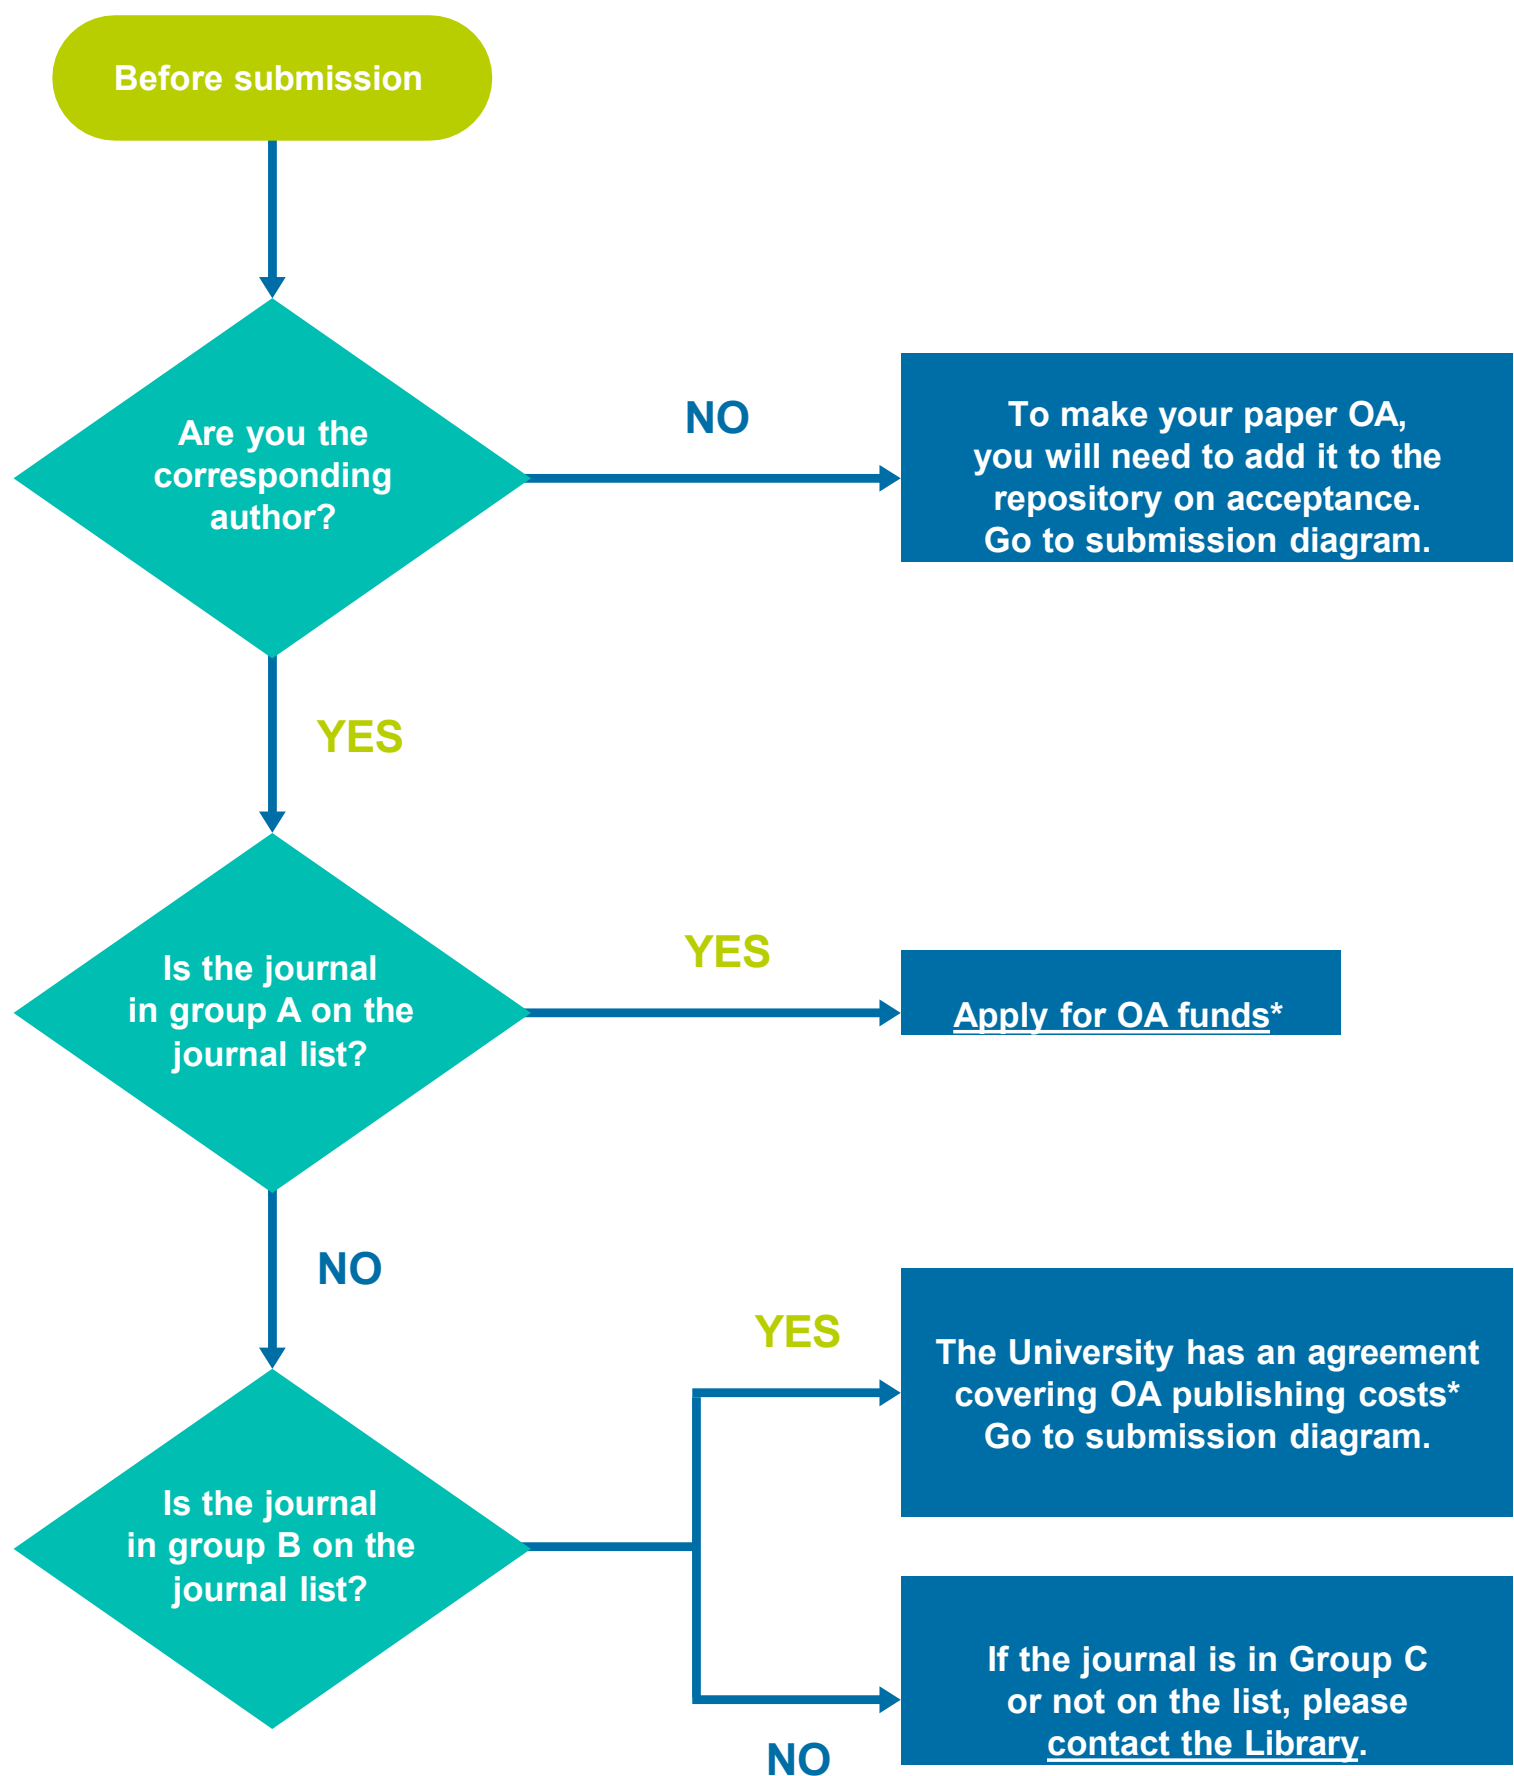 Before submission
Are you the
corresponding
author?
NO
To make your paper OA,
you will need to add it to the
repository on acceptance.
Go to submission diagram.
YES
Is the journal
in group A on the
journal list?
YES
Apply for OA funds*
NO
Is the journal
in group B on the
journal list?
YES
The University has an agreement
covering OA publishing costs*
Go to submission diagram.
NO
If the journal is in Group C
or not on the list, please
contact the Library.